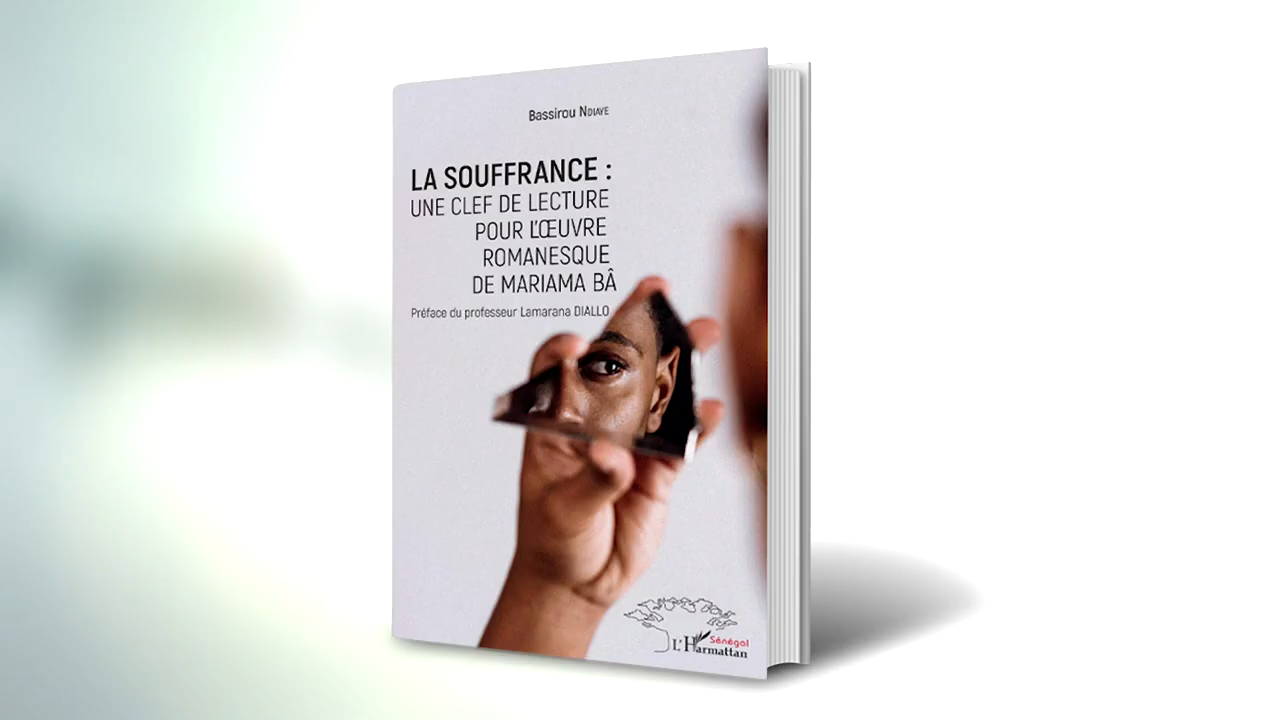 Bassirou NDIAYE
LA SOUFFRANCE :
UNE CLEF DE LECTURE
POUR L'ŒUVRE
ROMANESQUE
DE MARIAMA BÂ
Préface du professeur Lamarana DIALLO
Sénégal
L'Harmattan